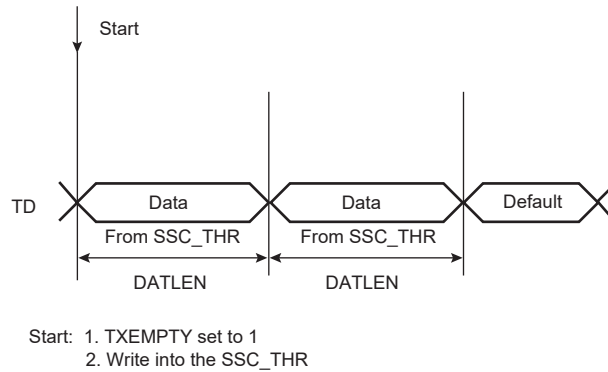 Start
TD
Data
Data
Default
From SSC_THR
From SSC_THR
DATLEN
DATLEN
Start: 1. TXEMPTY set to 1
2. Write into the SSC_THR